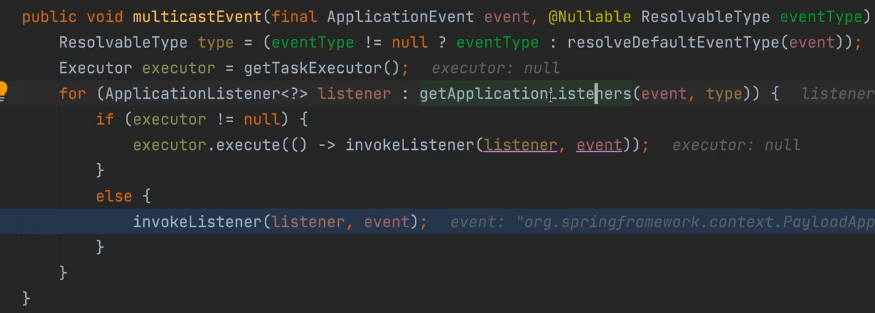 public void multicastEvent(final ApplicationEvent event, @Nullable ResolvableType eventType)
ResolvableType type = (eventType != null ? eventType : resolveDefaultEventType(event));
Executor executor = getTaskExecutor();  executor: null
for (ApplicationListener<?> listener : getApplicationListeners(event, type)) {  listener
if (executor != null) {
executor.execute(() -> invokeListener(listener, event));  executor: null
}
else {
invokeListener(listener, event);  event: "org.springframework.context.PayloadApp
}
}
}